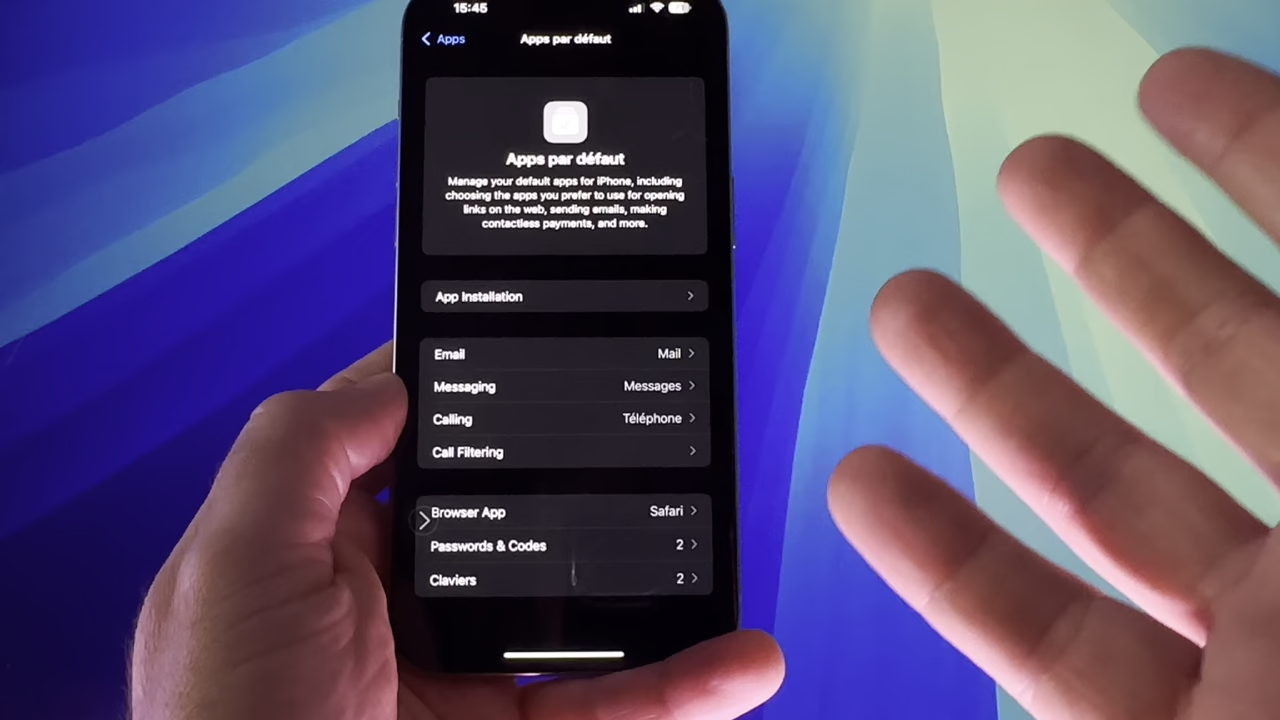 15:45
Apps
Apps par défaut
Apps par défaut
Manage your default apps for iPhone, including
choosing the apps you prefer to use for opening
links on the web, sending emails, making
contactless payments, and more.
App Installation
Email Mail
Messaging Messages
Calling Téléphone
Call Filtering
Browser App Safari
Passwords & Codes 2
Claviers 2